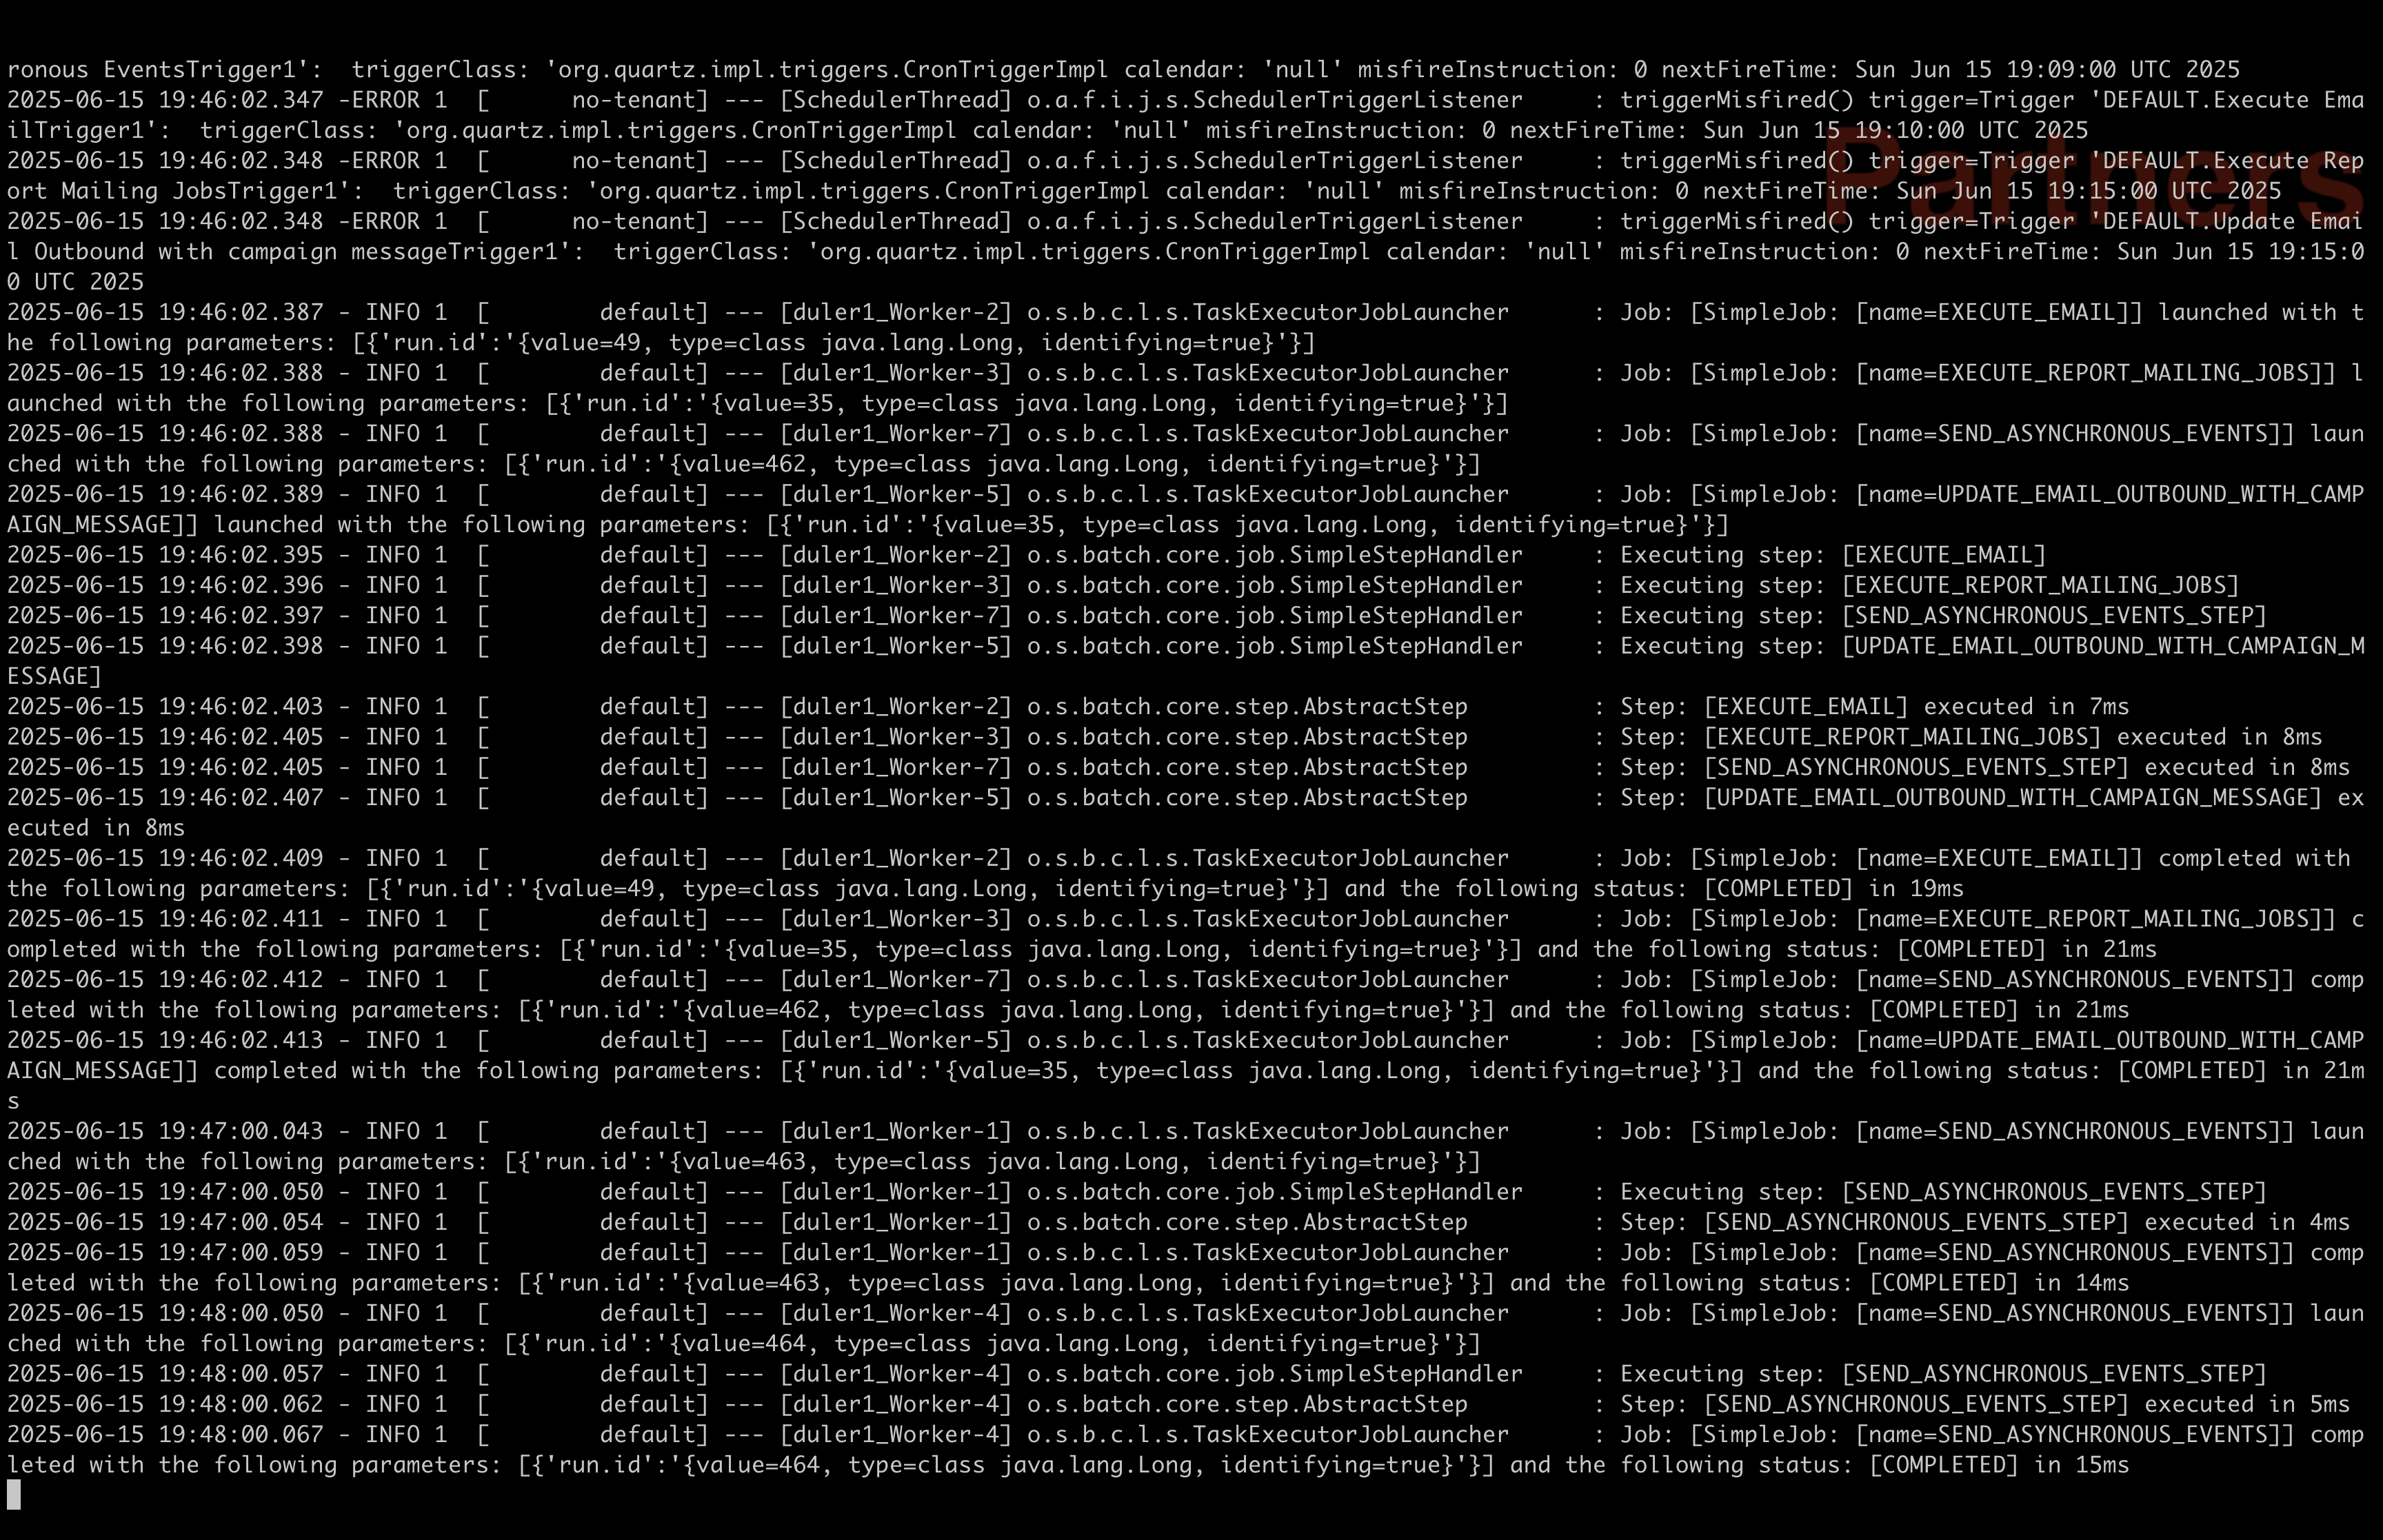 ronous EventsTrigger1':  triggerClass: 'org.quartz.impl.triggers.CronTriggerImpl calendar: 'null' misfireInstruction: 0 nextFireTime: Sun Jun 15 19:09:00 UTC 2025
2025-06-15 19:46:02.347 -ERROR 1  [      no-tenant] --- [SchedulerThread] o.a.f.i.j.s.SchedulerTriggerListener     : triggerMisfired() trigger=Trigger 'DEFAULT.Execute Ema
ilTrigger1':  triggerClass: 'org.quartz.impl.triggers.CronTriggerImpl calendar: 'null' misfireInstruction: 0 nextFireTime: Sun Jun 15 19:10:00 UTC 2025
2025-06-15 19:46:02.348 -ERROR 1  [      no-tenant] --- [SchedulerThread] o.a.f.i.j.s.SchedulerTriggerListener     : triggerMisfired() trigger=Trigger 'DEFAULT.Execute Rep
ort Mailing JobsTrigger1':  triggerClass: 'org.quartz.impl.triggers.CronTriggerImpl calendar: 'null' misfireInstruction: 0 nextFireTime: Sun Jun 15 19:15:00 UTC 2025
Partners
2025-06-15 19:46:02.348 -ERROR 1  [      no-tenant] --- [SchedulerThread] o.a.f.i.j.s.SchedulerTriggerListener     : triggerMisfired() trigger=Trigger 'DEFAULT.Update Emai
l Outbound with campaign messageTrigger1':  triggerClass: 'org.quartz.impl.triggers.CronTriggerImpl calendar: 'null' misfireInstruction: 0 nextFireTime: Sun Jun 15 19:15:0
0 UTC 2025
2025-06-15 19:46:02.387 - INFO 1  [        default] --- [duler1_Worker-2] o.s.b.c.l.s.TaskExecutorJobLauncher      : Job: [SimpleJob: [name=EXECUTE_EMAIL]] launched with t
he following parameters: [{'run.id':'{value=49, type=class java.lang.Long, identifying=true}'}]
2025-06-15 19:46:02.388 - INFO 1  [        default] --- [duler1_Worker-3] o.s.b.c.l.s.TaskExecutorJobLauncher      : Job: [SimpleJob: [name=EXECUTE_REPORT_MAILING_JOBS]] l
aunched with the following parameters: [{'run.id':'{value=35, type=class java.lang.Long, identifying=true}'}]
2025-06-15 19:46:02.388 - INFO 1  [        default] --- [duler1_Worker-7] o.s.b.c.l.s.TaskExecutorJobLauncher      : Job: [SimpleJob: [name=SEND_ASYNCHRONOUS_EVENTS]] laun
ched with the following parameters: [{'run.id':'{value=462, type=class java.lang.Long, identifying=true}'}]
2025-06-15 19:46:02.389 - INFO 1  [        default] --- [duler1_Worker-5] o.s.b.c.l.s.TaskExecutorJobLauncher      : Job: [SimpleJob: [name=UPDATE_EMAIL_OUTBOUND_WITH_CAMP
AIGN_MESSAGE]] launched with the following parameters: [{'run.id':'{value=35, type=class java.lang.Long, identifying=true}'}]
2025-06-15 19:46:02.395 - INFO 1  [        default] --- [duler1_Worker-2] o.s.batch.core.job.SimpleStepHandler     : Executing step: [EXECUTE_EMAIL]
2025-06-15 19:46:02.396 - INFO 1  [        default] --- [duler1_Worker-3] o.s.batch.core.job.SimpleStepHandler     : Executing step: [EXECUTE_REPORT_MAILING_JOBS]
2025-06-15 19:46:02.397 - INFO 1  [        default] --- [duler1_Worker-7] o.s.batch.core.job.SimpleStepHandler     : Executing step: [SEND_ASYNCHRONOUS_EVENTS_STEP]
2025-06-15 19:46:02.398 - INFO 1  [        default] --- [duler1_Worker-5] o.s.batch.core.job.SimpleStepHandler     : Executing step: [UPDATE_EMAIL_OUTBOUND_WITH_CAMPAIGN_M
ESSAGE]
2025-06-15 19:46:02.403 - INFO 1  [        default] --- [duler1_Worker-2] o.s.batch.core.step.AbstractStep         : Step: [EXECUTE_EMAIL] executed in 7ms
2025-06-15 19:46:02.405 - INFO 1  [        default] --- [duler1_Worker-3] o.s.batch.core.step.AbstractStep         : Step: [EXECUTE_REPORT_MAILING_JOBS] executed in 8ms
2025-06-15 19:46:02.405 - INFO 1  [        default] --- [duler1_Worker-7] o.s.batch.core.step.AbstractStep         : Step: [SEND_ASYNCHRONOUS_EVENTS_STEP] executed in 8ms
2025-06-15 19:46:02.407 - INFO 1  [        default] --- [duler1_Worker-5] o.s.batch.core.step.AbstractStep         : Step: [UPDATE_EMAIL_OUTBOUND_WITH_CAMPAIGN_MESSAGE] ex
ecuted in 8ms
2025-06-15 19:46:02.409 - INFO 1  [        default] --- [duler1_Worker-2] o.s.b.c.l.s.TaskExecutorJobLauncher      : Job: [SimpleJob: [name=EXECUTE_EMAIL]] completed with
the following parameters: [{'run.id':'{value=49, type=class java.lang.Long, identifying=true}'}] and the following status: [COMPLETED] in 19ms
2025-06-15 19:46:02.411 - INFO 1  [        default] --- [duler1_Worker-3] o.s.b.c.l.s.TaskExecutorJobLauncher      : Job: [SimpleJob: [name=EXECUTE_REPORT_MAILING_JOBS]] c
ompleted with the following parameters: [{'run.id':'{value=35, type=class java.lang.Long, identifying=true}'}] and the following status: [COMPLETED] in 21ms
2025-06-15 19:46:02.412 - INFO 1  [        default] --- [duler1_Worker-7] o.s.b.c.l.s.TaskExecutorJobLauncher      : Job: [SimpleJob: [name=SEND_ASYNCHRONOUS_EVENTS]] comp
leted with the following parameters: [{'run.id':'{value=462, type=class java.lang.Long, identifying=true}'}] and the following status: [COMPLETED] in 21ms
2025-06-15 19:46:02.413 - INFO 1  [        default] --- [duler1_Worker-5] o.s.b.c.l.s.TaskExecutorJobLauncher      : Job: [SimpleJob: [name=UPDATE_EMAIL_OUTBOUND_WITH_CAMP
AIGN_MESSAGE]] completed with the following parameters: [{'run.id':'{value=35, type=class java.lang.Long, identifying=true}'}] and the following status: [COMPLETED] in 21m
s
2025-06-15 19:47:00.043 - INFO 1  [        default] --- [duler1_Worker-1] o.s.b.c.l.s.TaskExecutorJobLauncher      : Job: [SimpleJob: [name=SEND_ASYNCHRONOUS_EVENTS]] laun
ched with the following parameters: [{'run.id':'{value=463, type=class java.lang.Long, identifying=true}'}]
2025-06-15 19:47:00.050 - INFO 1  [        default] --- [duler1_Worker-1] o.s.batch.core.job.SimpleStepHandler     : Executing step: [SEND_ASYNCHRONOUS_EVENTS_STEP]
2025-06-15 19:47:00.054 - INFO 1  [        default] --- [duler1_Worker-1] o.s.batch.core.step.AbstractStep         : Step: [SEND_ASYNCHRONOUS_EVENTS_STEP] executed in 4ms
2025-06-15 19:47:00.059 - INFO 1  [        default] --- [duler1_Worker-1] o.s.b.c.l.s.TaskExecutorJobLauncher      : Job: [SimpleJob: [name=SEND_ASYNCHRONOUS_EVENTS]] comp
leted with the following parameters: [{'run.id':'{value=463, type=class java.lang.Long, identifying=true}'}] and the following status: [COMPLETED] in 14ms
2025-06-15 19:48:00.050 - INFO 1  [        default] --- [duler1_Worker-4] o.s.b.c.l.s.TaskExecutorJobLauncher      : Job: [SimpleJob: [name=SEND_ASYNCHRONOUS_EVENTS]] laun
ched with the following parameters: [{'run.id':'{value=464, type=class java.lang.Long, identifying=true}'}]
2025-06-15 19:48:00.057 - INFO 1  [        default] --- [duler1_Worker-4] o.s.batch.core.job.SimpleStepHandler     : Executing step: [SEND_ASYNCHRONOUS_EVENTS_STEP]
2025-06-15 19:48:00.062 - INFO 1  [        default] --- [duler1_Worker-4] o.s.batch.core.step.AbstractStep         : Step: [SEND_ASYNCHRONOUS_EVENTS_STEP] executed in 5ms
2025-06-15 19:48:00.067 - INFO 1  [        default] --- [duler1_Worker-4] o.s.b.c.l.s.TaskExecutorJobLauncher      : Job: [SimpleJob: [name=SEND_ASYNCHRONOUS_EVENTS]] comp
leted with the following parameters: [{'run.id':'{value=464, type=class java.lang.Long, identifying=true}'}] and the following status: [COMPLETED] in 15ms